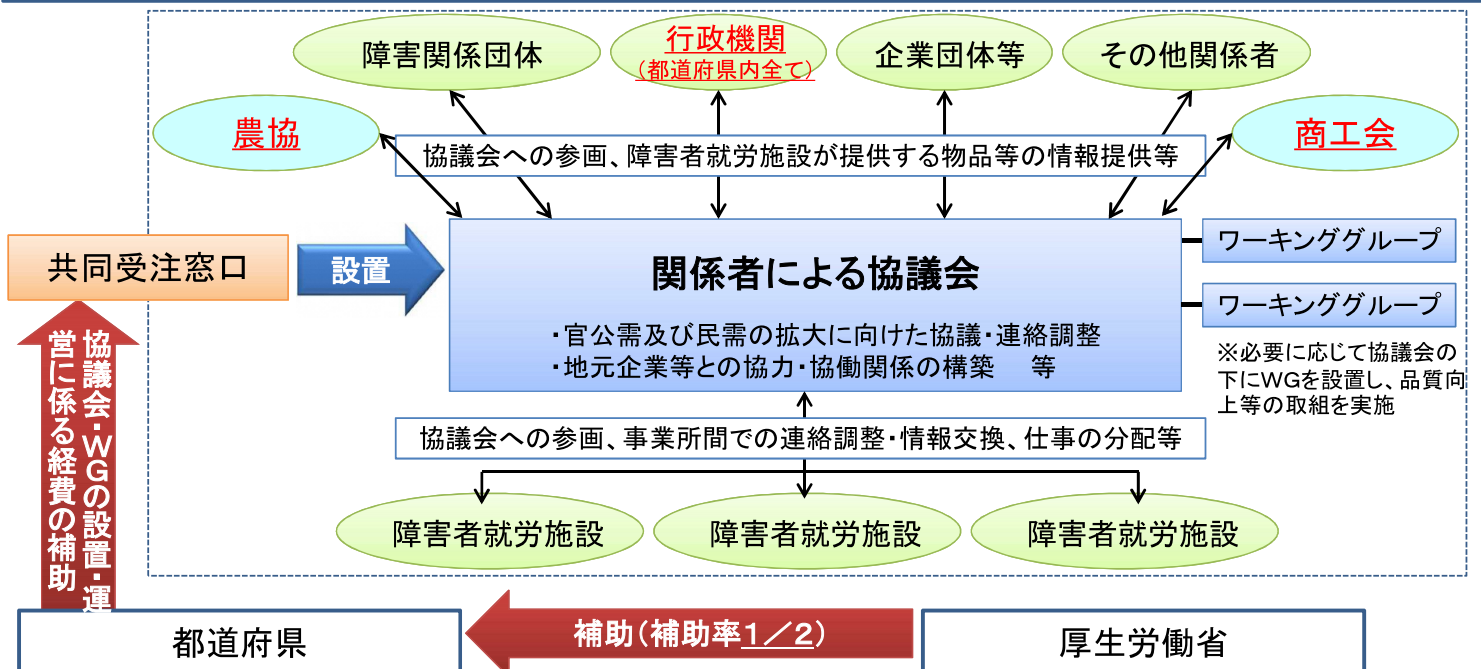 障害関係団体
行政機関
(都道府県内全て)
企業団体等
その他関係者
農協
商工会
協議会への参画、障害者就労施設が提供する物品等の情報提供等
共同受注窓口
設置
関係者による協議会
・官公需及び民需の拡大に向けた協議・連絡調整
・地元企業等との協力・協働関係の構築　等
ワーキンググループ
ワーキンググループ
※必要に応じて協議会の
下にWGを設置し、品質向
上等の取組を実施
協議会への参画、事業所間での連絡調整・情報交換、仕事の分配等
障害者就労施設
障害者就労施設
障害者就労施設
協議会・WGの設置・運
営に係る経費の補助
都道府県
補助(補助率1/2)
厚生労働省